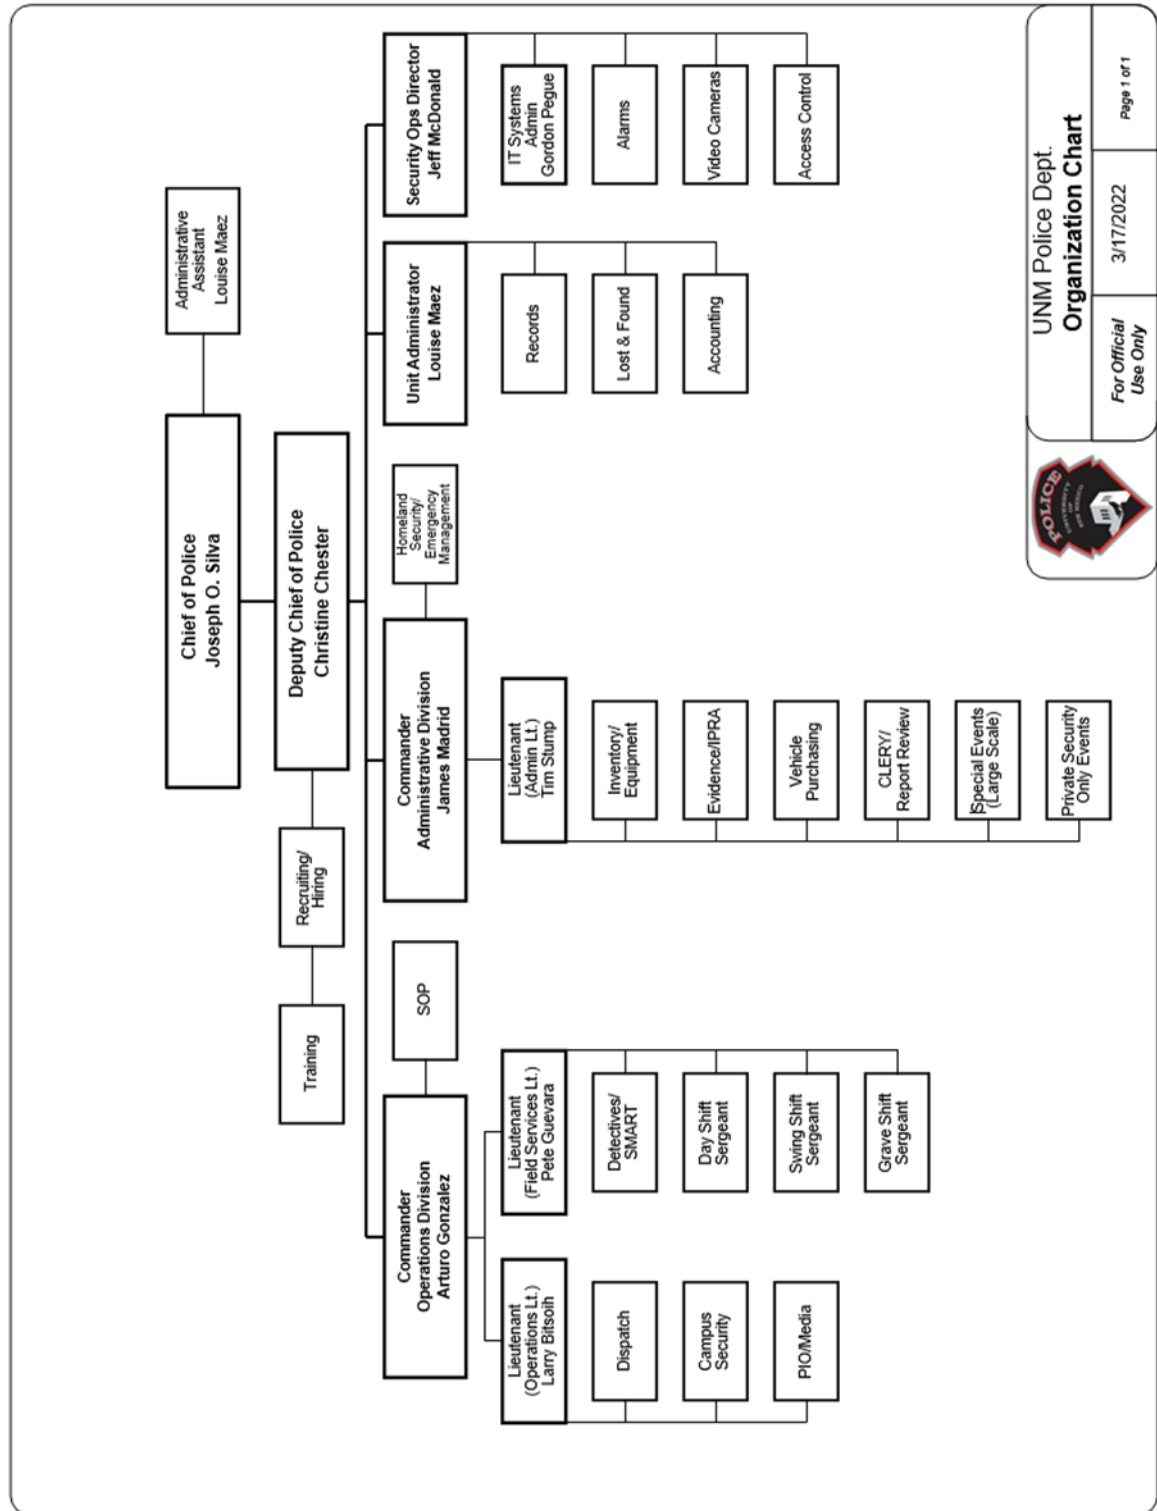 Chief of Police
Joseph O. Silva
Administrative
Assistant
Louise Maez
Deputy Chief of Police
Christine Chester
Recruiting/
Hiring
Training
Commander
Operations Division
Arturo Gonzalez
SOP
Commander
Administrative Division
James Madrid
Homeland
Security/
Emergency
Management
Unit Administrator
Louise Maez
Security Ops Director
Jeff McDonald
Lieutenant
(Operations Lt.)
Larry Bitsoih
Dispatch
Campus
Security
PIO/Media
Lieutenant
(Field Services Lt.)
Pete Guevara
Detectives/
SMART
Day Shift
Sergeant
Swing Shift
Sergeant
Grave Shift
Sergeant
Lieutenant
(Admin Lt.)
Tim Stump
Inventory/
Equipment
Evidence/IPRA
Vehicle
Purchasing
CLERY/
Report Review
Special Events
(Large Scale)
Private Security
Only Events
Records
Lost & Found
Accounting
IT Systems
Admin
Gordon Pegue
Alarms
Video Cameras
Access Control
POLICE
UNIVERSITY
OF
NEW MEXICO
UNM Police Dept.
Organization Chart
For Official
Use Only
3/17/2022
Page 1 of 1